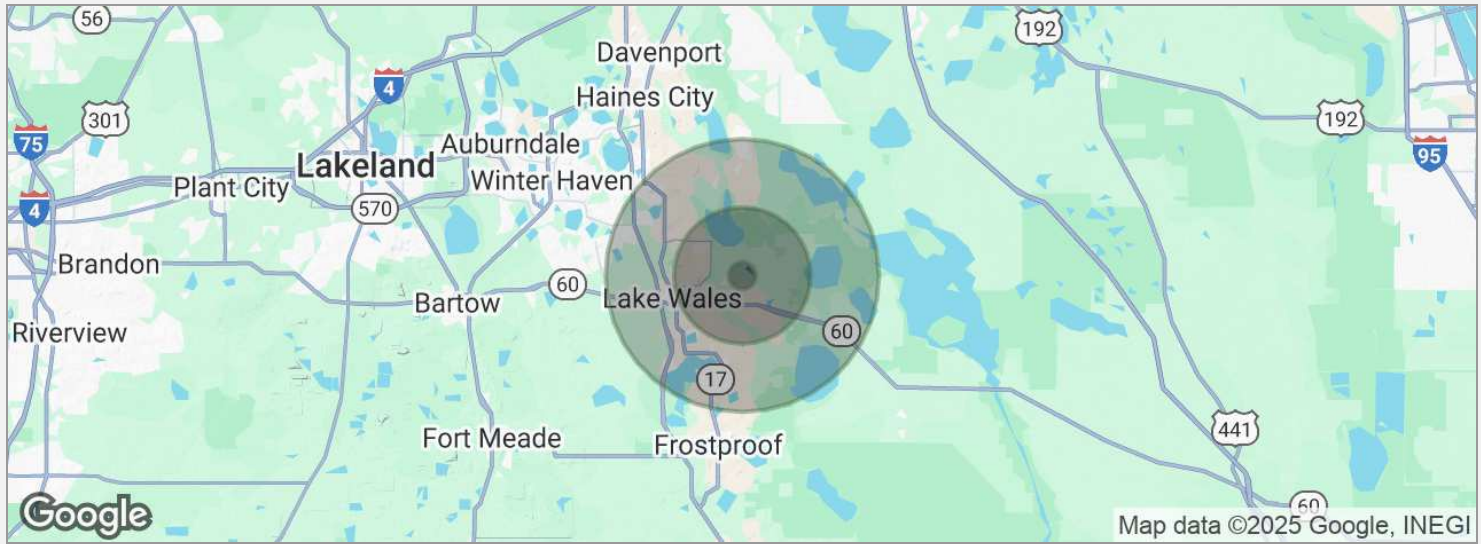 56
Davenport
192
4
Haines City
301
192
75
Auburndale
95
Lakeland
Plant City
Winter Haven
4
570
Brandon
60
Lake Wales
Bartow
Riverview
60
17
441
Fort Meade
Frostproof
60
Google
Map data ©2025 Google, INEGI